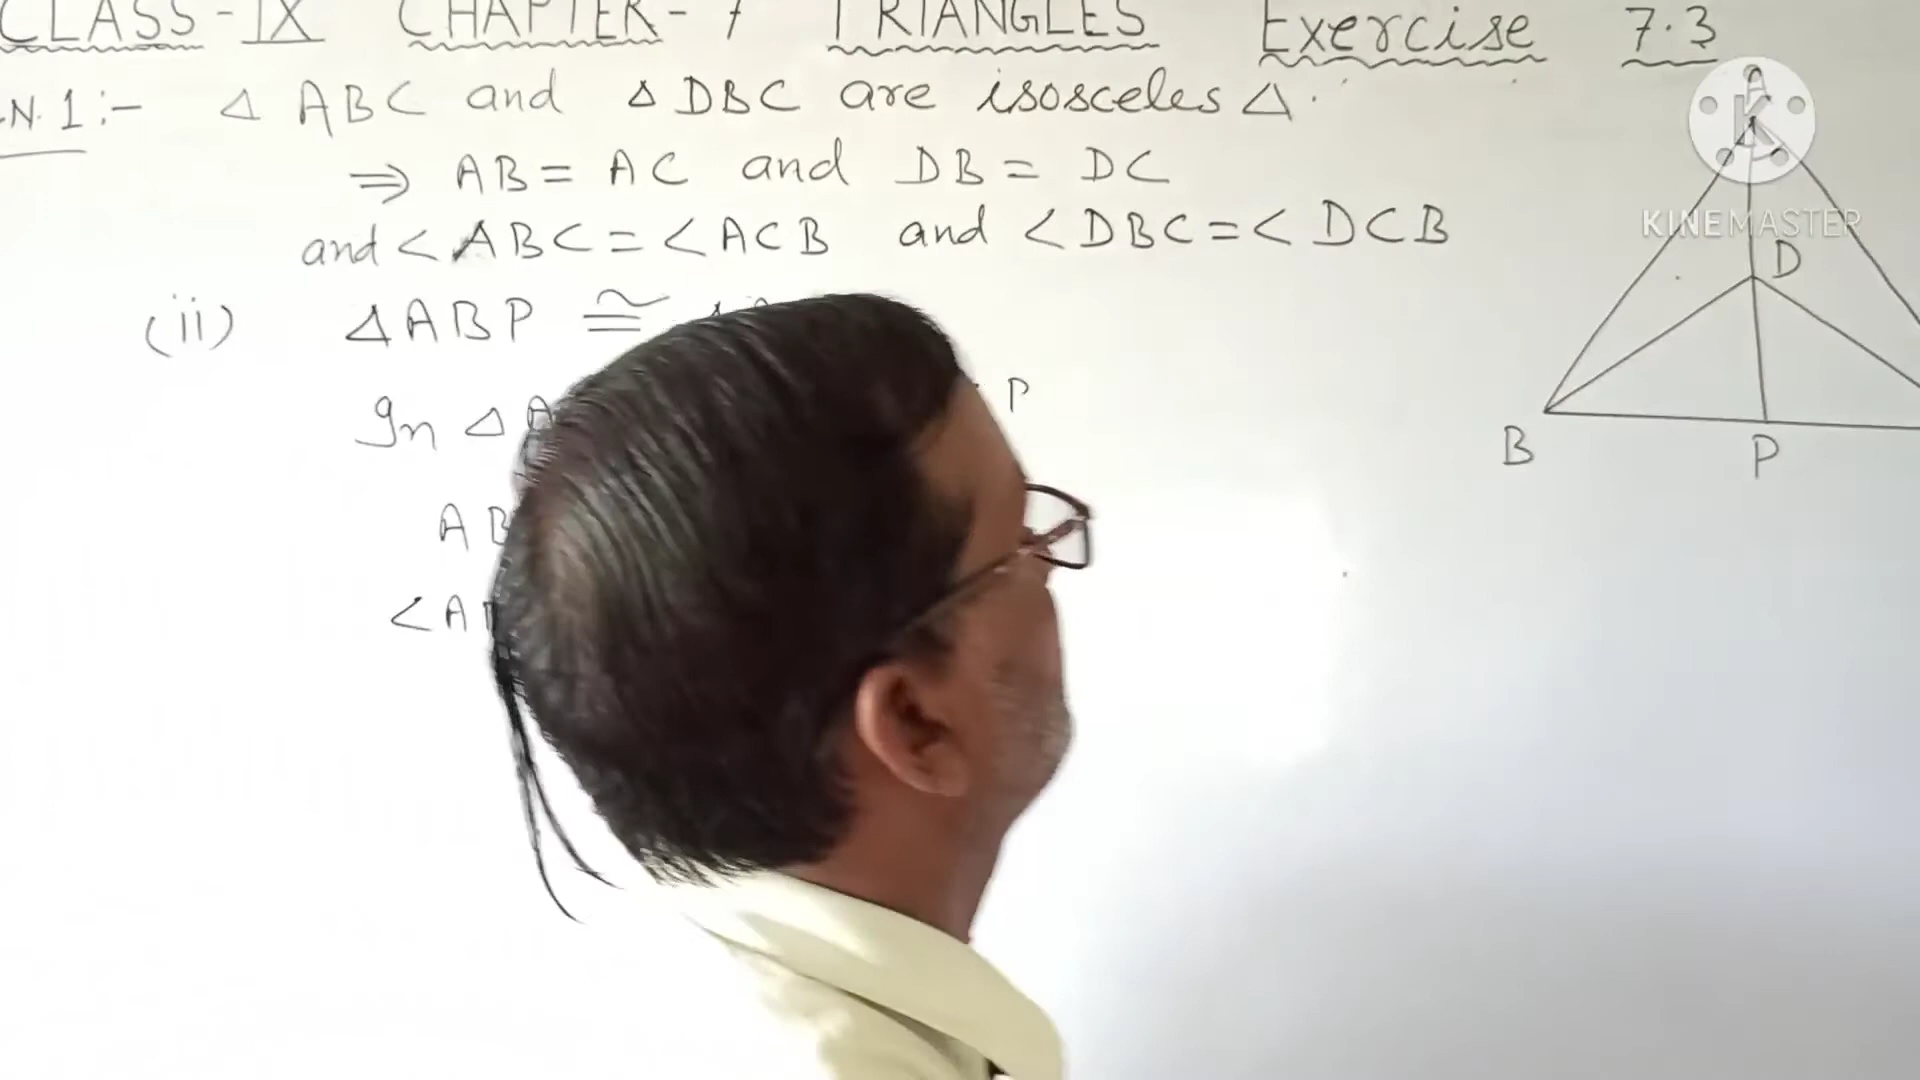 CLASS-IX CHAPTER-7 TRIANGLES Exercise 7.3
.N.1:- Δ ABC and Δ DBC are isosceles Δ.
⇒ AB = AC and DB = DC
and <ABC = <ACB and <DBC = <DCB
(ii) ΔABP ≅
In Δ A P
AB
<A
A
KINEMASTER
D
B
P